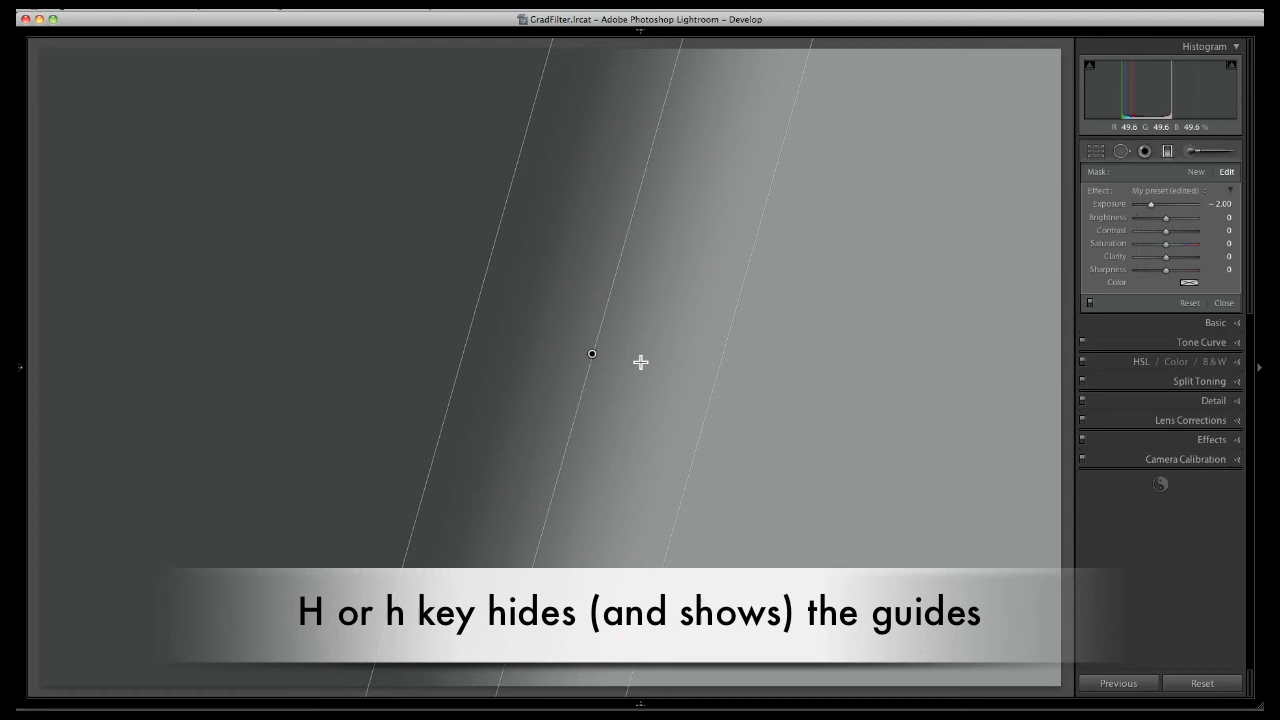 GradFilter.lrcat – Adobe Photoshop Lightroom – Develop
Histogram
R 49.6 G 49.6 B 49.6 %
Mask : New Edit
Effect : My preset (edited)
Exposure – 2.00
Brightness 0
Contrast 0
Saturation 0
Clarity 0
Sharpness 0
Color
Reset Close
Basic
Tone Curve
HSL / Color / B & W
Split Toning
Detail
Lens Corrections
Effects
Camera Calibration
H or h key hides (and shows) the guides
Previous Reset